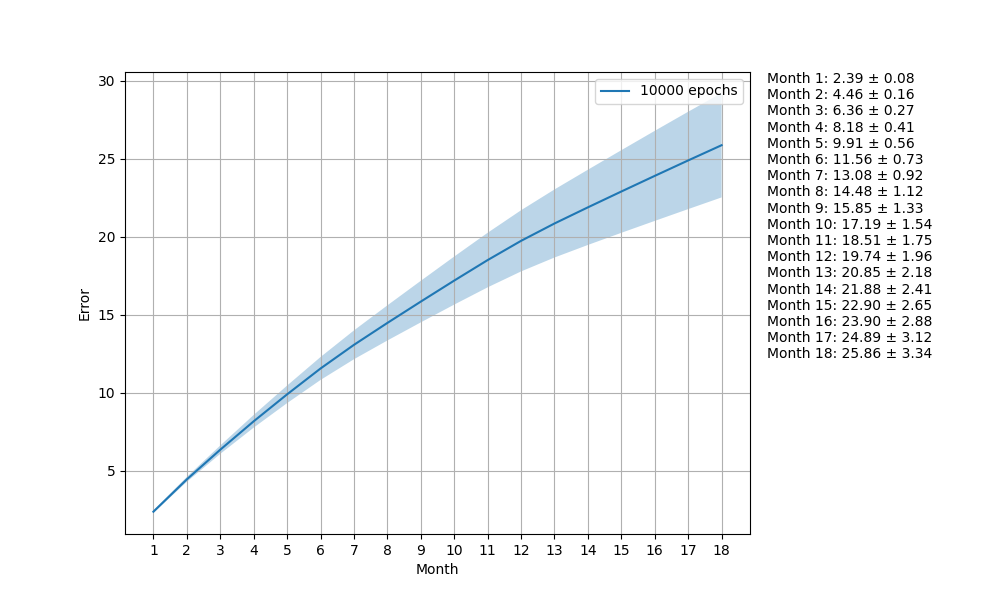 30
25
20
15
10
5
Error
1 2 3 4 5 6 7 8 9 10 11 12 13 14 15 16 17 18
Month
10000 epochs
Month 1: 2.39 ± 0.08
Month 2: 4.46 ± 0.16
Month 3: 6.36 ± 0.27
Month 4: 8.18 ± 0.41
Month 5: 9.91 ± 0.56
Month 6: 11.56 ± 0.73
Month 7: 13.08 ± 0.92
Month 8: 14.48 ± 1.12
Month 9: 15.85 ± 1.33
Month 10: 17.19 ± 1.54
Month 11: 18.51 ± 1.75
Month 12: 19.74 ± 1.96
Month 13: 20.85 ± 2.18
Month 14: 21.88 ± 2.41
Month 15: 22.90 ± 2.65
Month 16: 23.90 ± 2.88
Month 17: 24.89 ± 3.12
Month 18: 25.86 ± 3.34